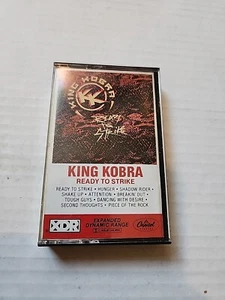 KING KOBRA
KK
READY
TO
STRIKE
KING KOBRA
READY TO STRIKE
READY TO STRIKE • HUNGER • SHADOW RIDER •
SHAKE UP • ATTENTION • BREAKIN' OUT •
TOUGH GUYS • DANCING WITH DESIRE •
SECOND THOUGHTS • PIECE OF THE ROCK
XDR
EXPANDED
DYNAMIC RANGE
Capitol